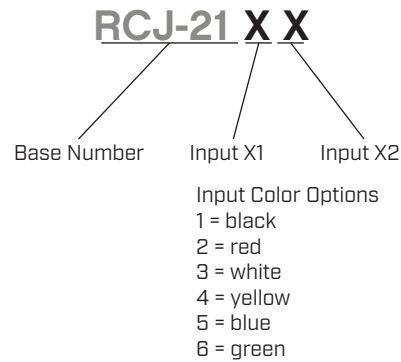 RCJ-21 X X
Base Number Input X1 Input X2
Input Color Options
1 = black
2 = red
3 = white
4 = yellow
5 = blue
6 = green